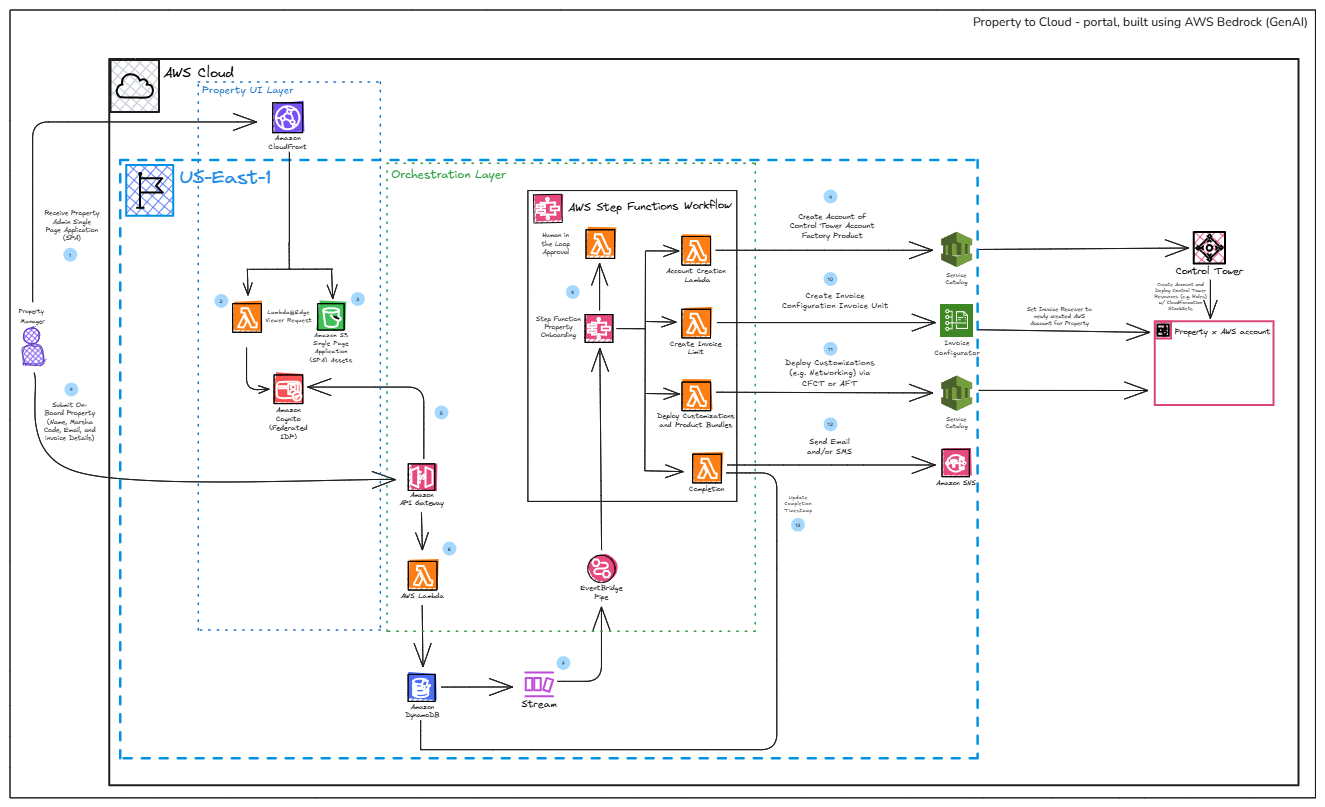 Property to Cloud - portal, built using AWS Bedrock (GenAI)
AWS Cloud
Property UI Layer
Amazon
CloudFront
US-East-1
Orchestration Layer
Receive Property
Admin Single
Page Application
(SPA)
1
Property
Manager
4
Submit On-
Board Property
(Name, Marsha
Code, Email, and
invoice Details)
2
Lambda@Edge
Viewer Request
3
Amazon S3
Single Page
Application
(SPA) Assets
Amazon
Cognito
(Federated
IDP)
Amazon
API Gateway
6
AWS Lambda
Amazon
DynamoDB
7
Stream
EventBridge
Pipe
AWS Step Functions Workflow
Human in
the Loop
Approval
Step Function
Property
Onboarding
Account Creation
Lambda
Create Invoice
Limit
Deploy Customizations
and Product Bundles
Completion
Create Account of
Control Tower Account
Factory Product
10
Create Invoice
Configuration Invoice Unit
11
Deploy Customizations
(e.g. Networking) via
CFCT or AFT
12
Send Email
and/or SMS
Update
Completion
Timestamp
13
Service
Catalog
Invoice
Configurator
Service
Catalog
Amazon SNS
Control Tower
Create Account and
Deploy Control Tower
Resources (e.g. Roles)
w/ CloudFormation
StackSets
Set Invoice Receiver to
newly created AWS
Account for Property
Property x AWS account